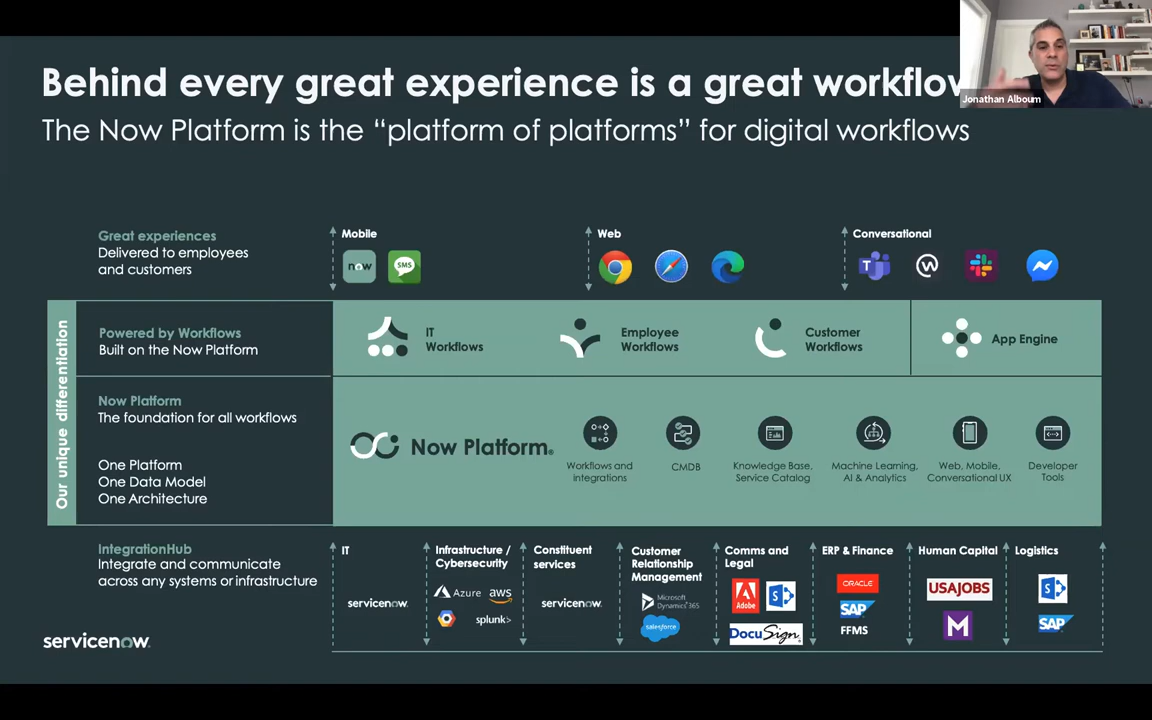 Behind every great experience is a great workflow
Jonathan Alboum
The Now Platform is the “platform of platforms” for digital workflows
Great experiences
Delivered to employees
and customers
Mobile
now
SMS
Web
Conversational
Our unique differentiation
Powered by Workflows
Built on the Now Platform
IT
Workflows
Employee
Workflows
Customer
Workflows
App Engine
Now Platform
The foundation for all workflows
One Platform
One Data Model
One Architecture
Now Platform®
Workflows and
Integrations
CMDB
Knowledge Base,
Service Catalog
Machine Learning,
AI & Analytics
Web, Mobile,
Conversational UX
Developer
Tools
IntegrationHub
Integrate and communicate
across any systems or infrastructure
IT
servicenow.
Infrastructure /
Cybersecurity
Azure
aws
splunk>
Constituent
services
servicenow.
Customer
Relationship
Management
Microsoft
Dynamics 365
salesforce
Comms and
Legal
Adobe
S
DocuSign
ERP & Finance
ORACLE
SAP
FFMS
Human Capital
USAJOBS
M
Logistics
S
SAP
servicenow.